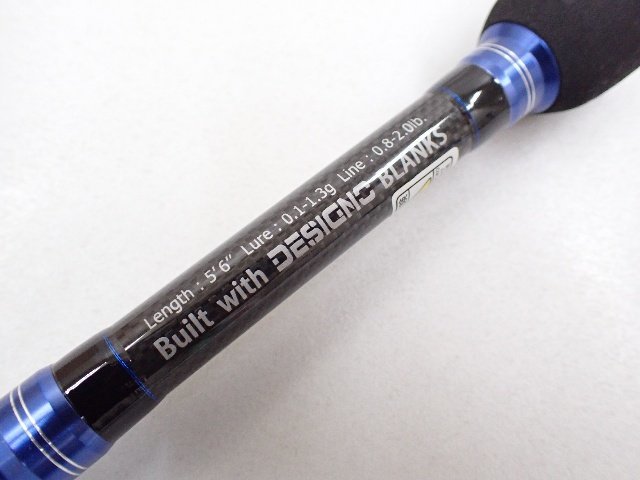 Length : 5'6" Lure : 0.1-1.3g Line : 0.8-2.0lb.
Built with DESIGNO BLANKS